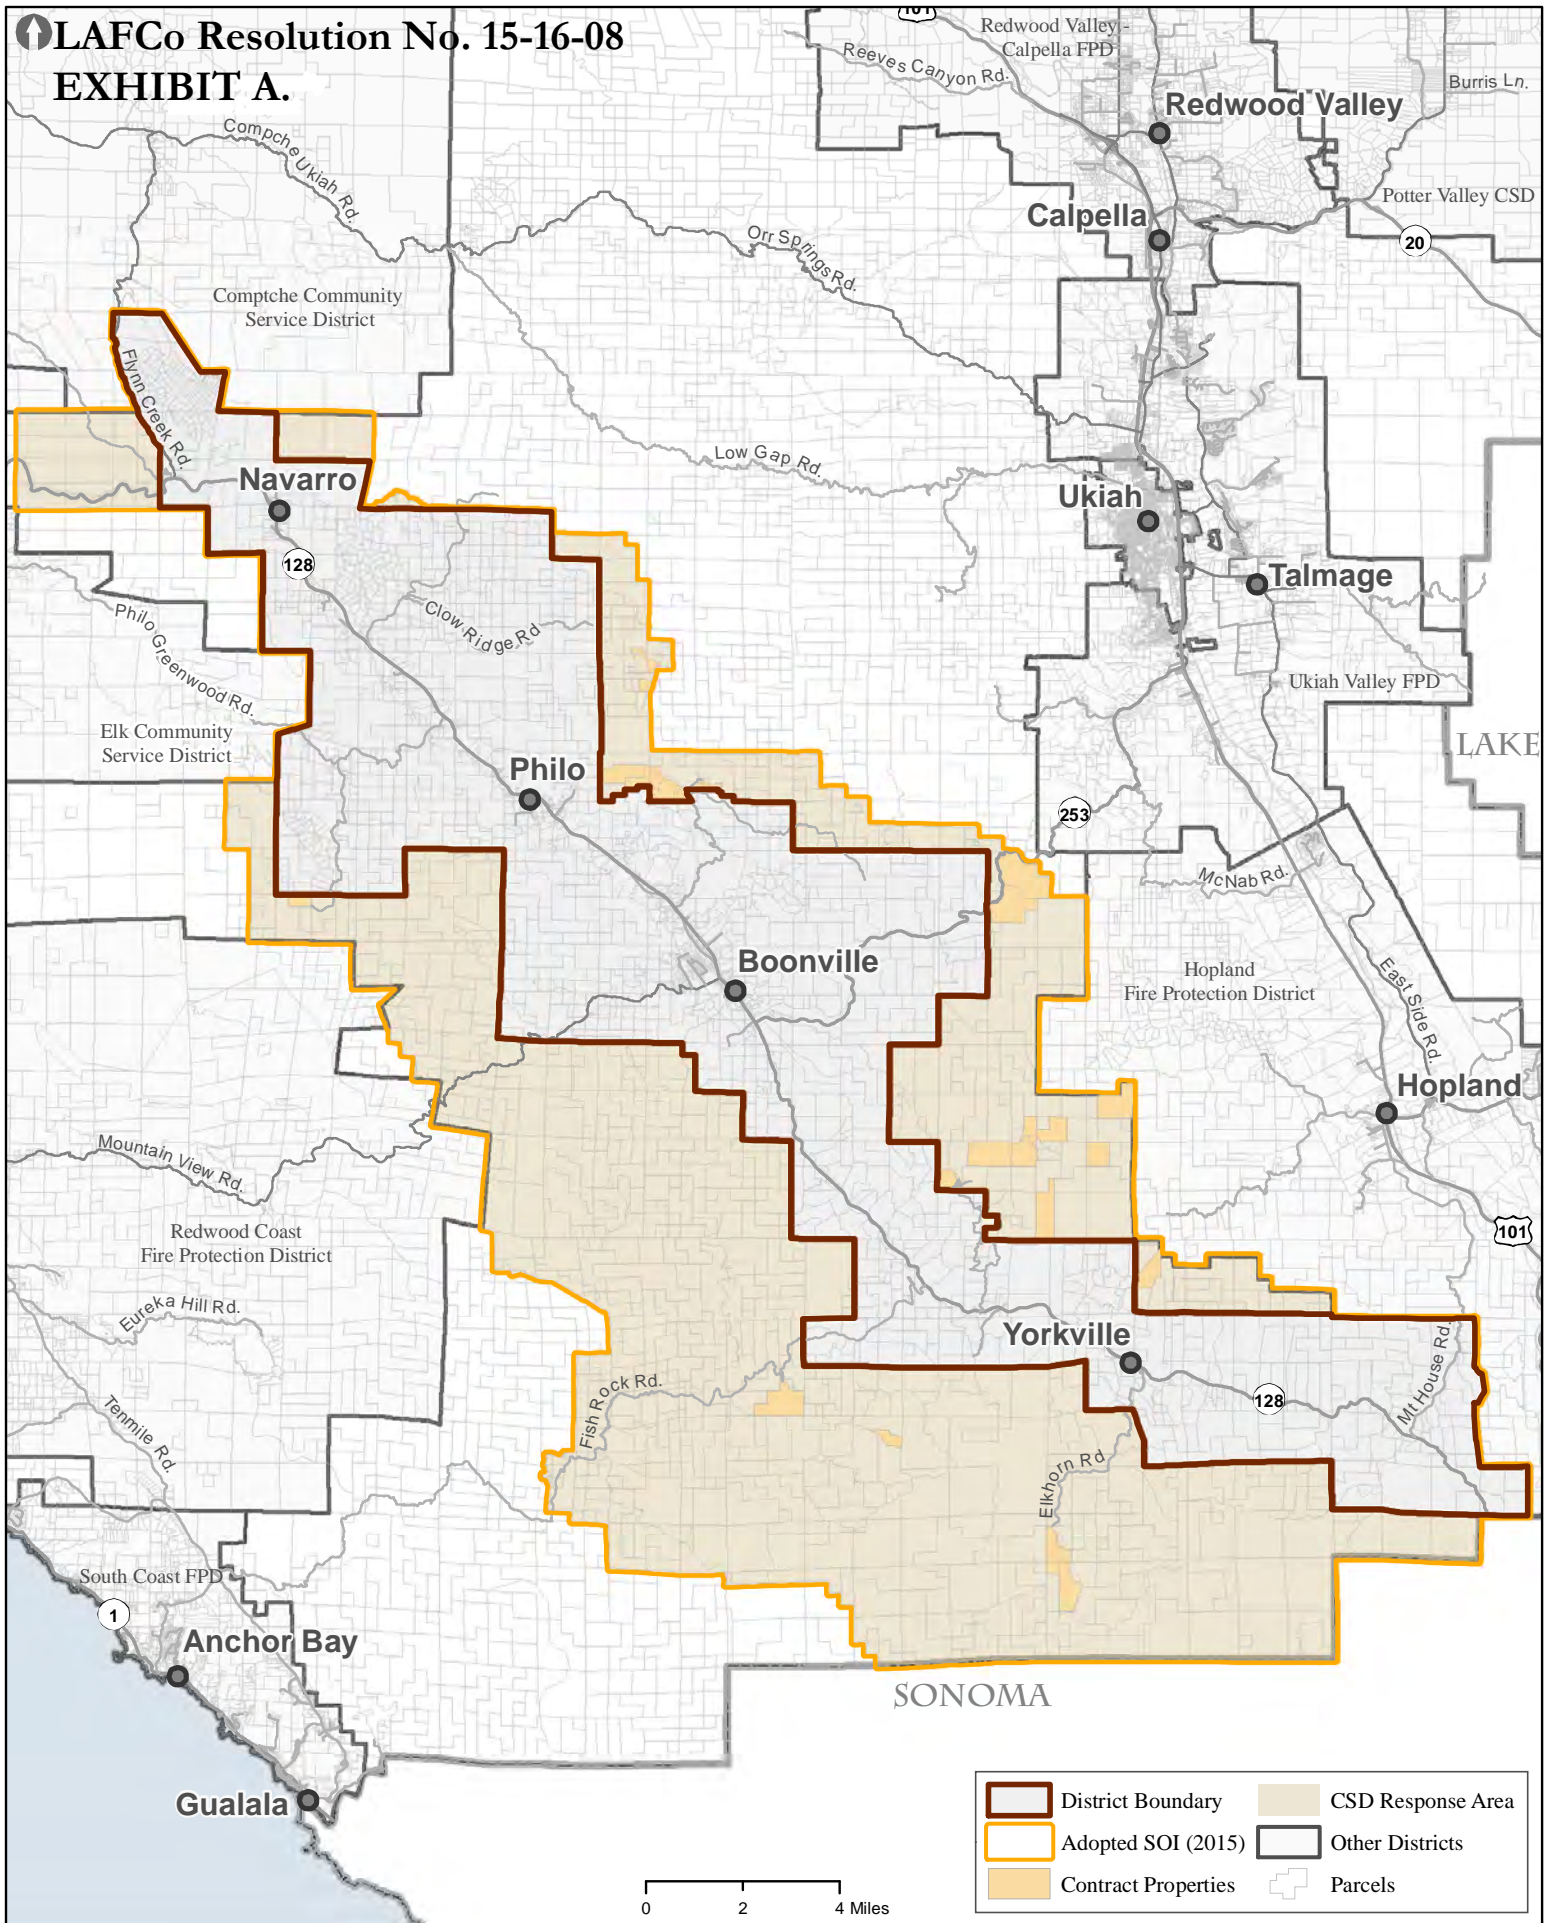 LAFCo Resolution No. 15-16-08
EXHIBIT A.
101
Redwood Valley -
Calpella FPD
Reeves Canyon Rd.
Burris Ln.
Redwood Valley
Comptche Ukiah Rd.
Potter Valley CSD
Calpella
20
Orr Springs Rd.
Comptche Community
Service District
Flynn Creek Rd.
Low Gap Rd.
Navarro
Ukiah
128
Talmage
Philo Greenwood Rd.
Clow Ridge Rd
Ukiah Valley FPD
Elk Community
Service District
LAKE
Philo
253
McNab Rd.
Boonville
Hopland
Fire Protection District
East Side Rd.
Hopland
Mountain View Rd.
Redwood Coast
Fire Protection District
101
Eureka Hill Rd.
Yorkville
Mt House Rd.
Fish Rock Rd.
128
Tenmile Rd.
Elkhorn Rd
South Coast FPD
1
Anchor Bay
SONOMA
Gualala
District Boundary
CSD Response Area
Adopted SOI (2015)
Other Districts
Contract Properties
Parcels
0 2 4 Miles